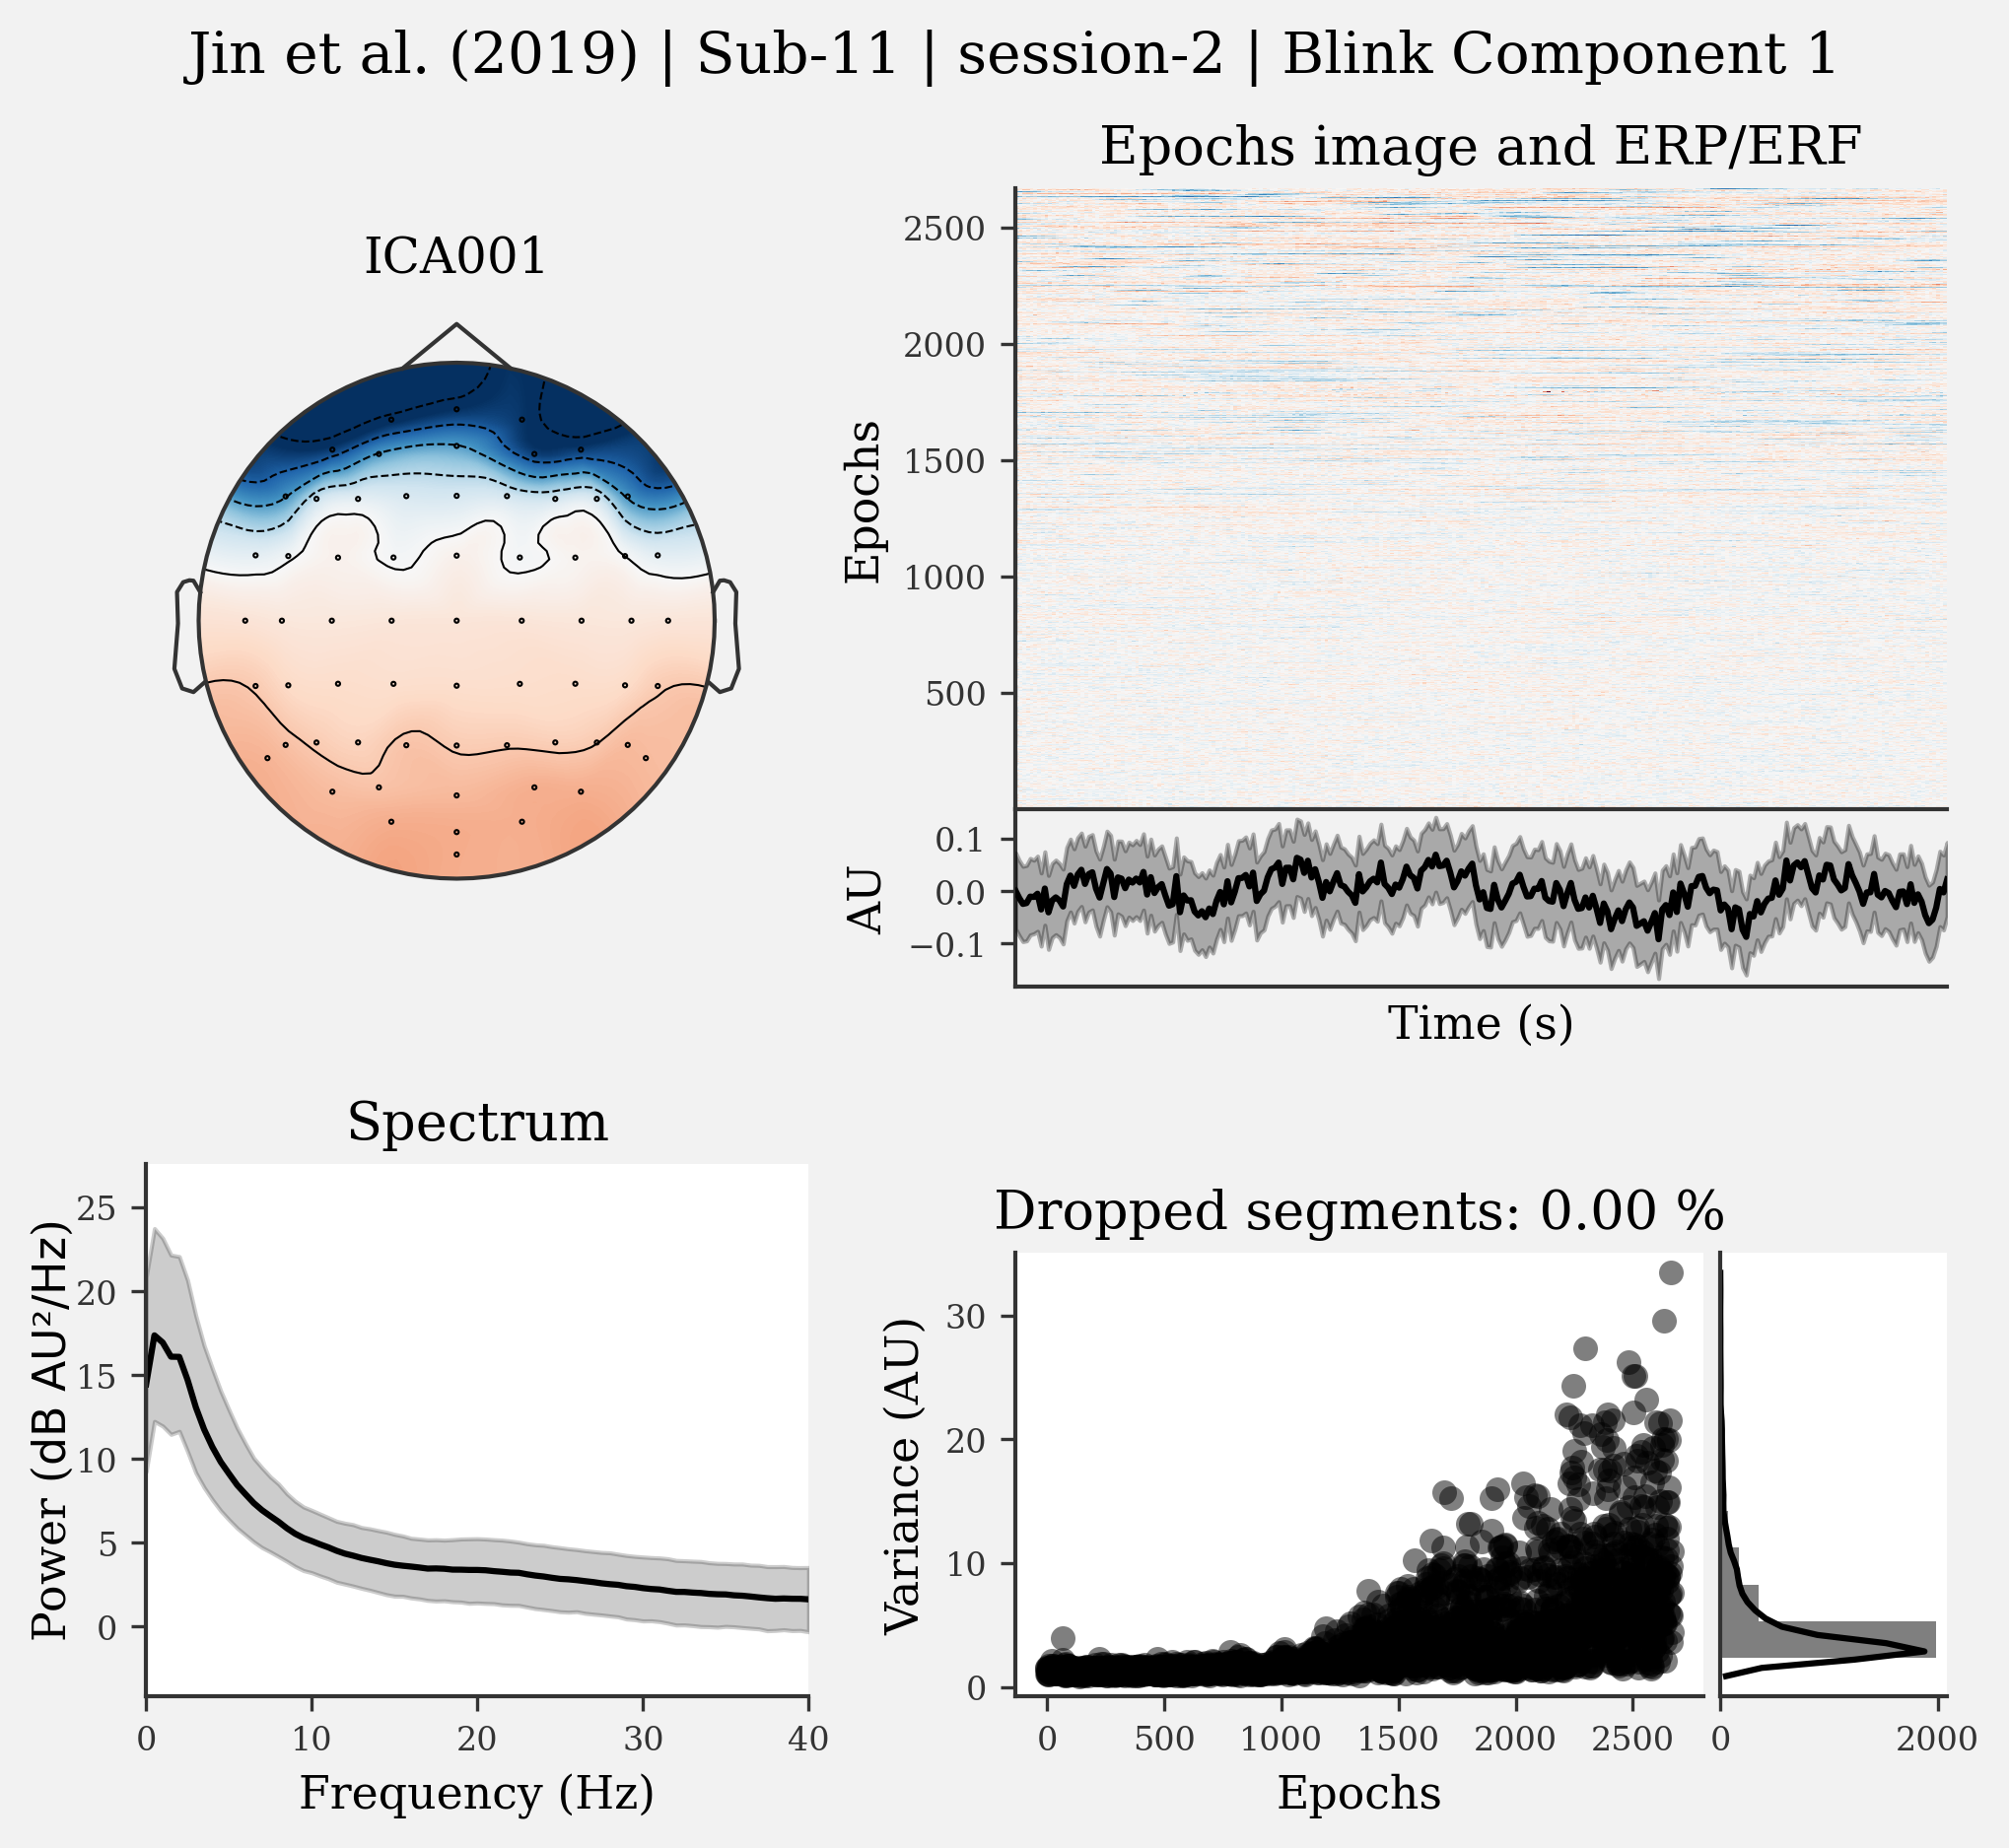 Jin et al. (2019) | Sub-11 | session-2 | Blink Component 1
ICA001
Epochs image and ERP/ERF
Epochs
2500
2000
1500
1000
500
AU
0.1
0.0
−0.1
Time (s)
Spectrum
Power (dB AU²/Hz)
25
20
15
10
5
0
0 10 20 30 40
Frequency (Hz)
Dropped segments: 0.00 %
Variance (AU)
30
20
10
0
0 500 1000 1500 2000 2500 0 2000
Epochs